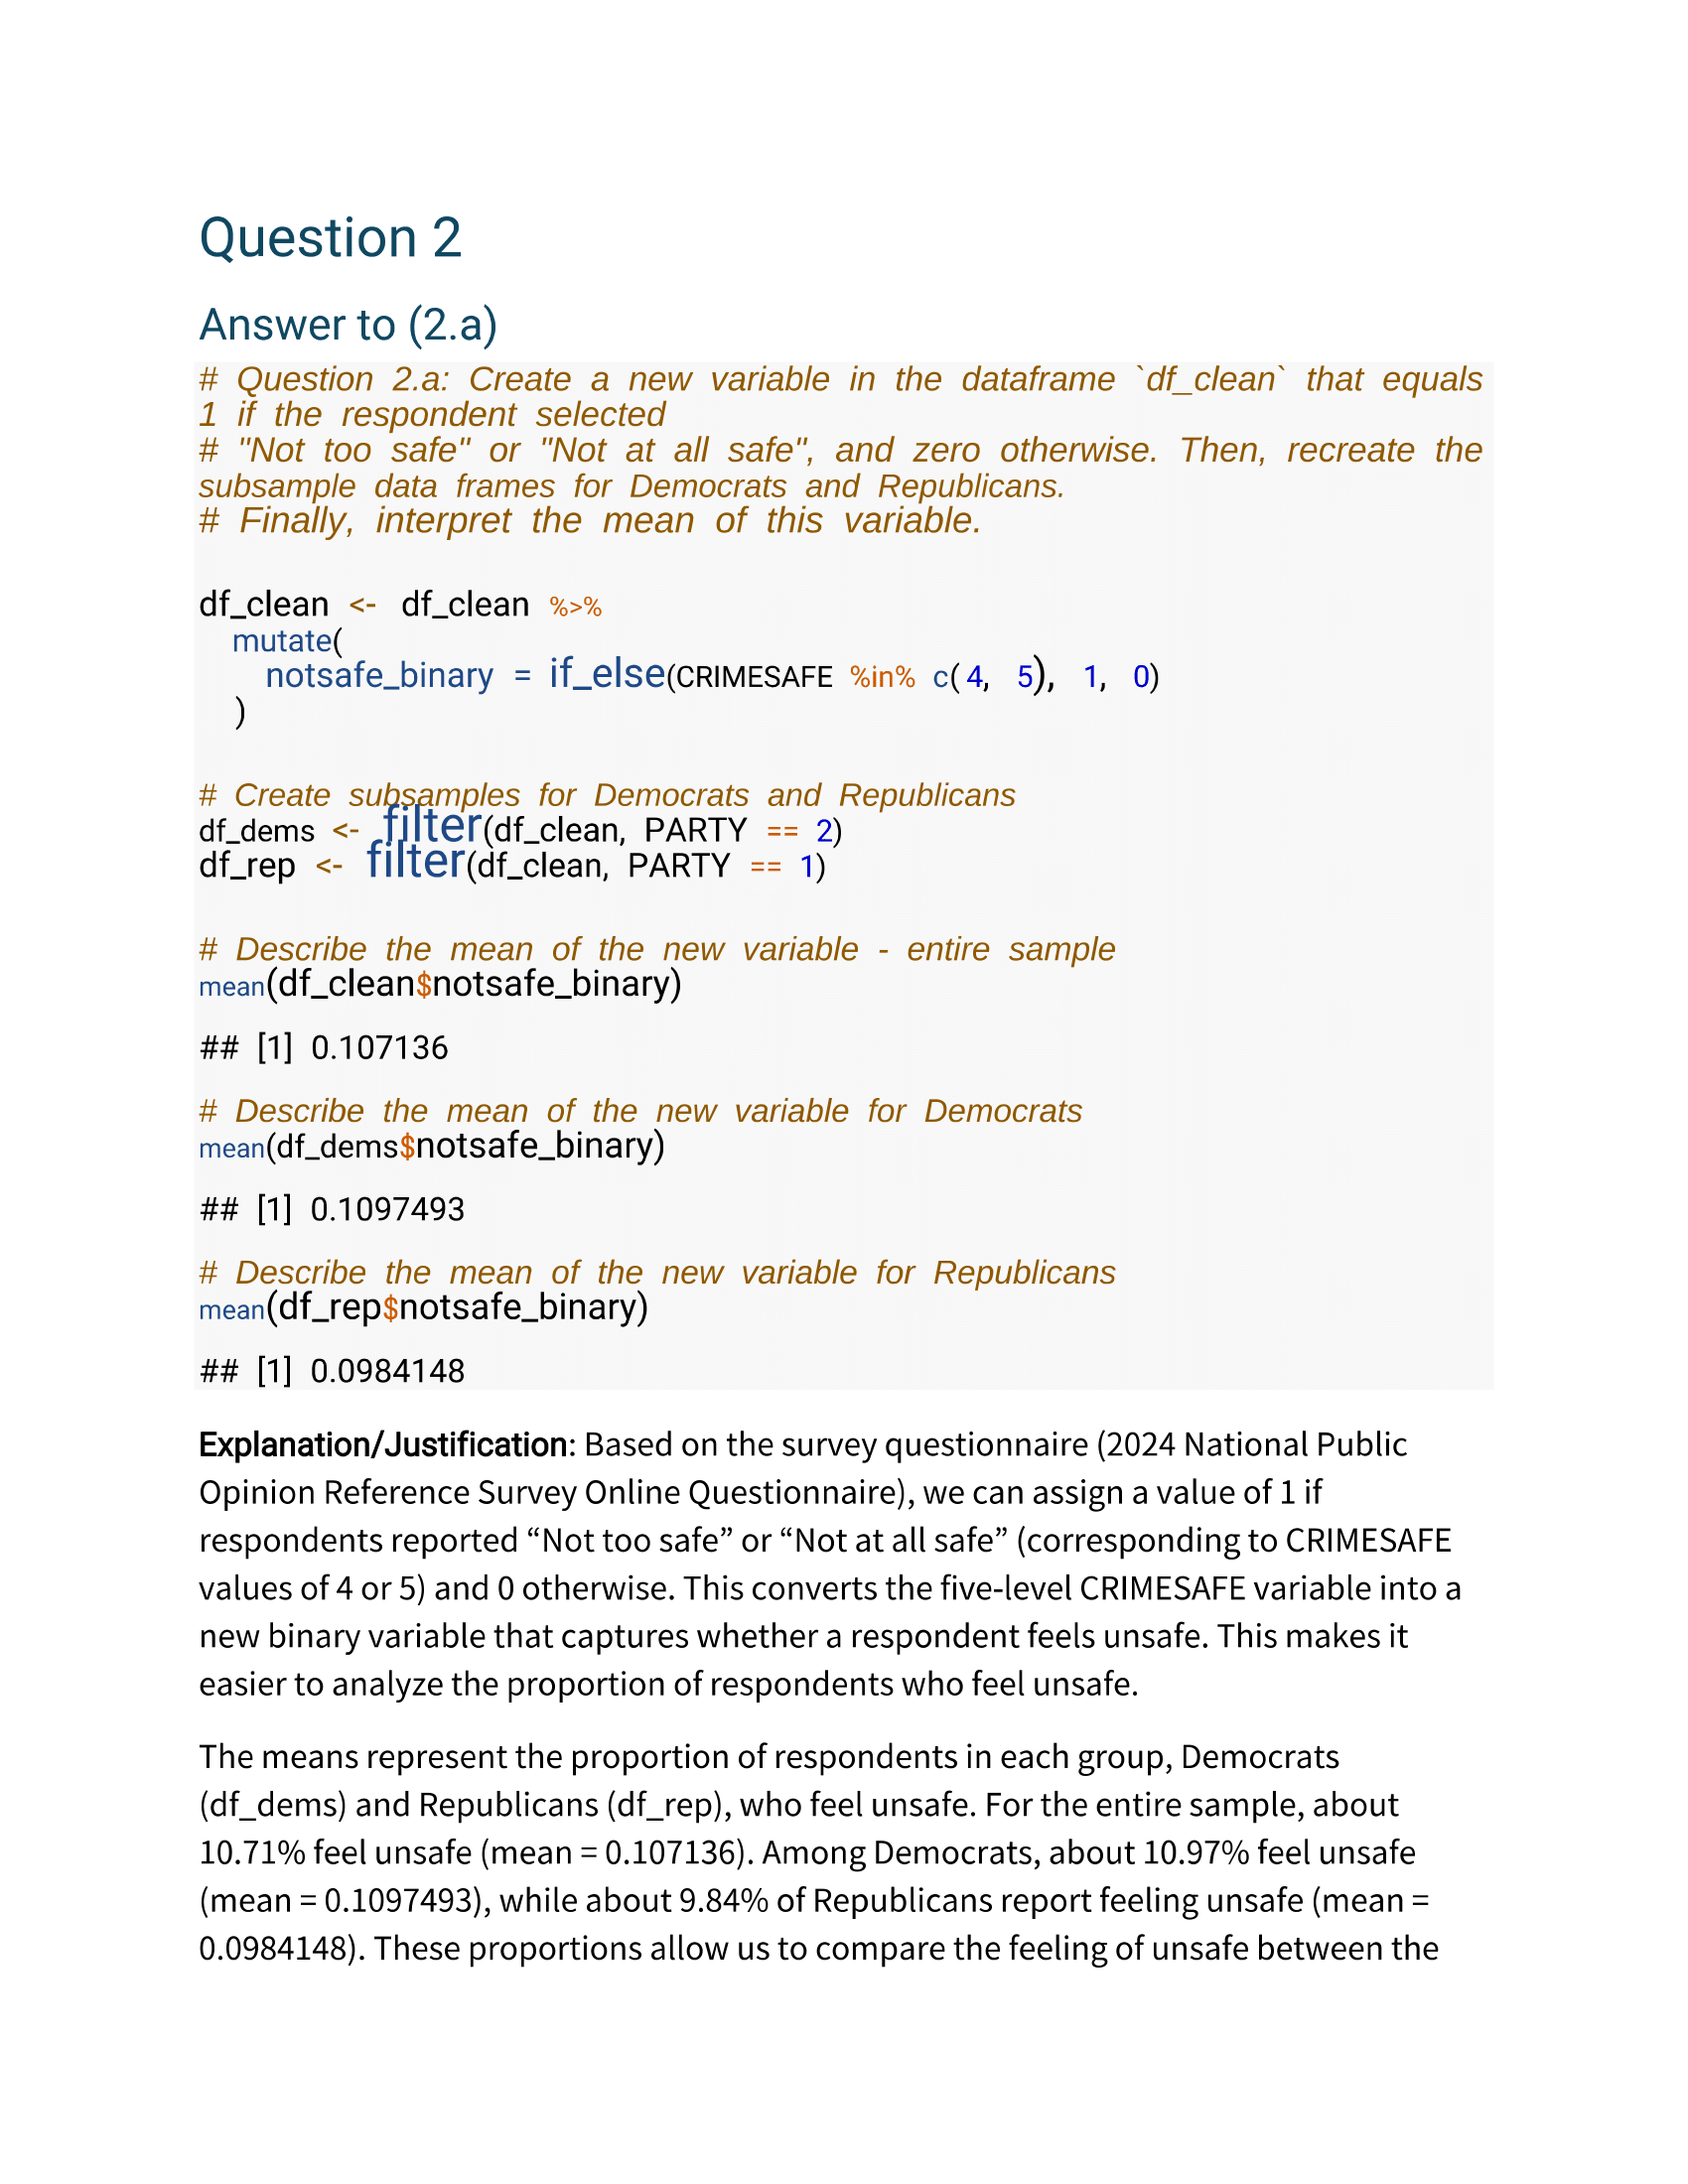 Question 2
Answer to (2.a)
# Question 2.a: Create a new variable in the dataframe `df_clean` that equals
1 if the respondent selected
# "Not too safe" or "Not at all safe", and zero otherwise. Then, recreate the
subsample data frames for Democrats and Republicans.
# Finally, interpret the mean of this variable.
df_clean <- df_clean %>%
mutate(
notsafe_binary = if_else(CRIMESAFE %in% c(4, 5), 1, 0)
)
# Create subsamples for Democrats and Republicans
df_dems <- filter(df_clean, PARTY == 2)
df_rep <- filter(df_clean, PARTY == 1)
# Describe the mean of the new variable - entire sample
mean(df_clean$notsafe_binary)
## [1] 0.107136
# Describe the mean of the new variable for Democrats
mean(df_dems$notsafe_binary)
## [1] 0.1097493
# Describe the mean of the new variable for Republicans
mean(df_rep$notsafe_binary)
## [1] 0.0984148
Explanation/Justification: Based on the survey questionnaire (2024 National Public
Opinion Reference Survey Online Questionnaire), we can assign a value of 1 if
respondents reported “Not too safe” or “Not at all safe” (corresponding to CRIMESAFE
values of 4 or 5) and 0 otherwise. This converts the five-level CRIMESAFE variable into a
new binary variable that captures whether a respondent feels unsafe. This makes it
easier to analyze the proportion of respondents who feel unsafe.
The means represent the proportion of respondents in each group, Democrats
(df_dems) and Republicans (df_rep), who feel unsafe. For the entire sample, about
10.71% feel unsafe (mean = 0.107136). Among Democrats, about 10.97% feel unsafe
(mean = 0.1097493), while about 9.84% of Republicans report feeling unsafe (mean =
0.0984148). These proportions allow us to compare the feeling of unsafe between the